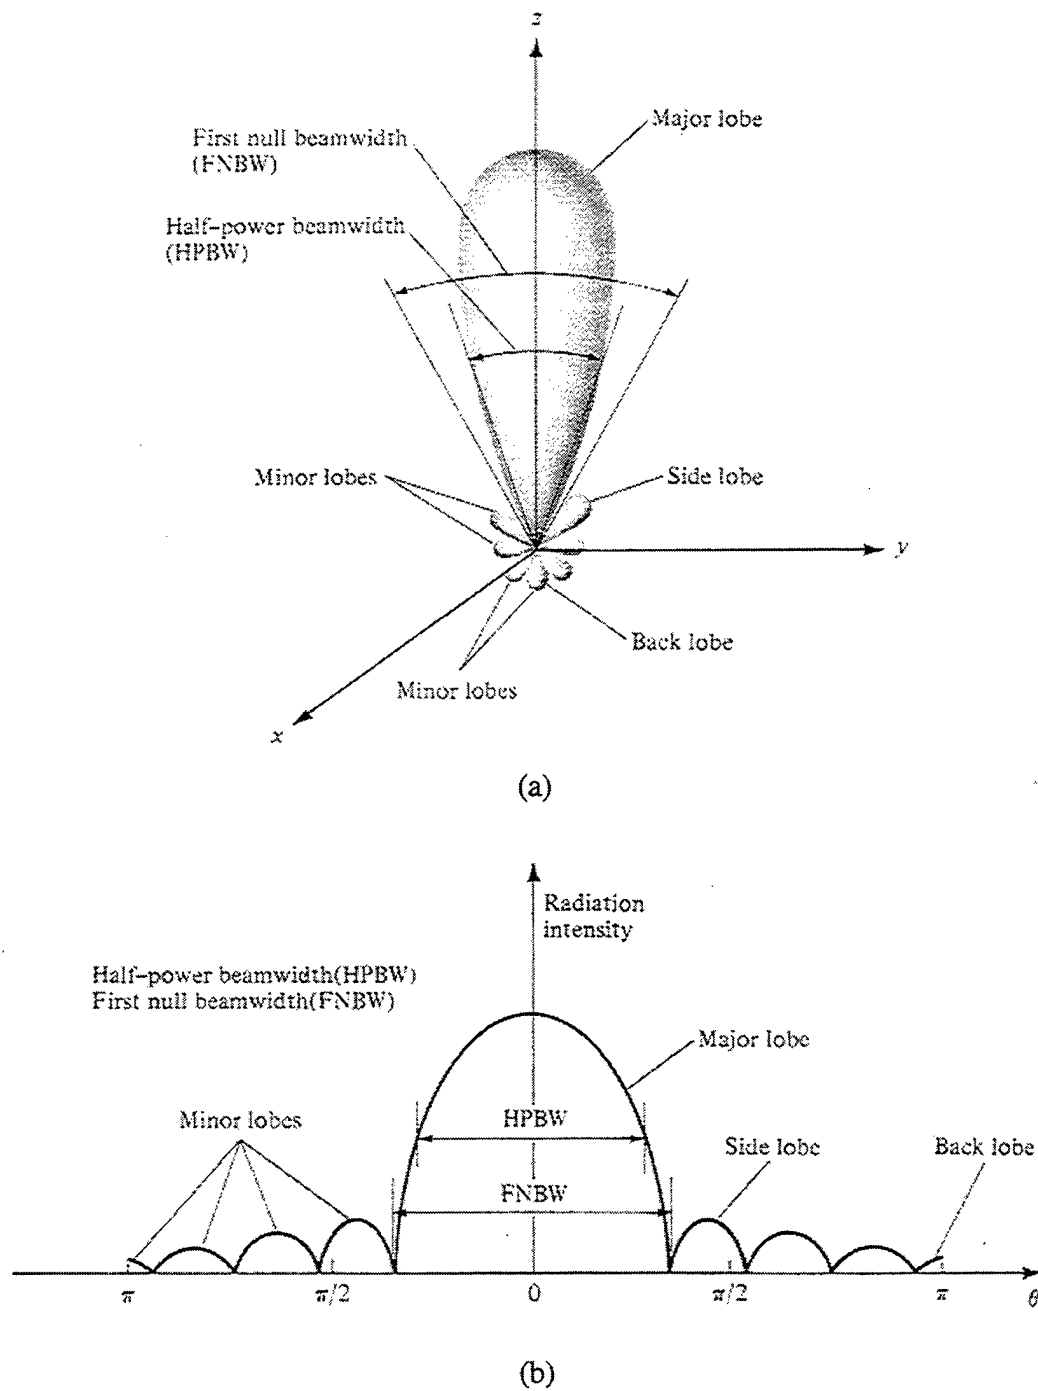 z
Major lobe
First null beamwidth
(FNBW)
Half-power beamwidth
(HPBW)
Minor lobes
Side lobe
y
Back lobe
Minor lobes
x
(a)
Radiation
intensity
Half-power beamwidth(HPBW)
First null beamwidth(FNBW)
Major lobe
Minor lobes
HPBW
Side lobe
Back lobe
FNBW
π
π/2
0
π/2
π
θ
(b)